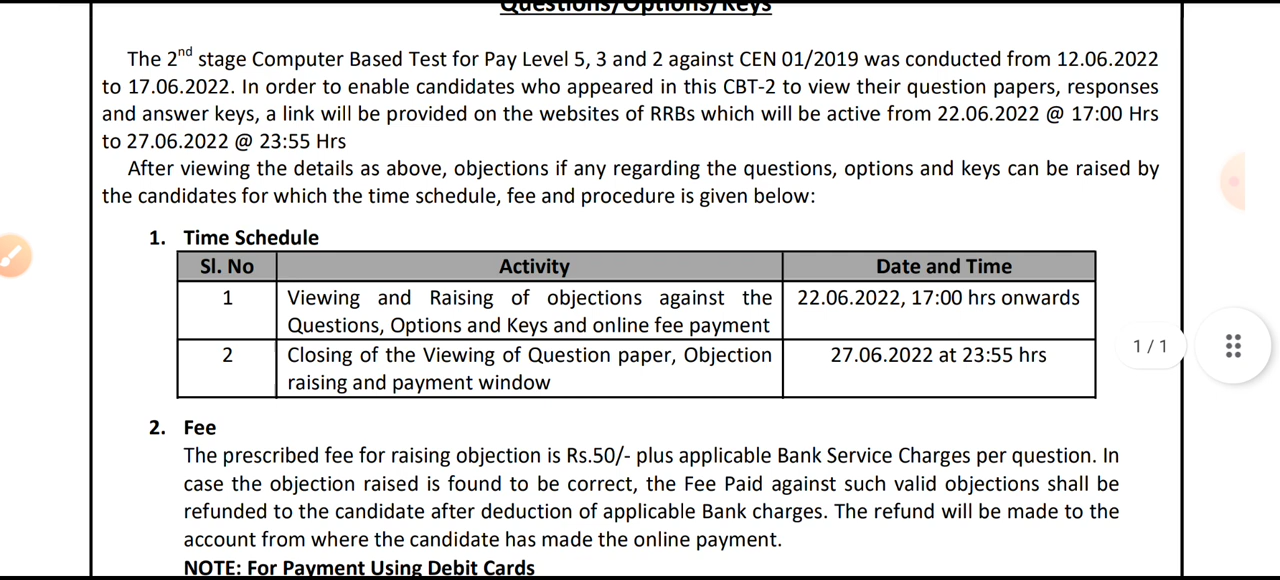 Questions/Options/Keys
The 2nd stage Computer Based Test for Pay Level 5, 3 and 2 against CEN 01/2019 was conducted from 12.06.2022
to 17.06.2022. In order to enable candidates who appeared in this CBT-2 to view their question papers, responses
and answer keys, a link will be provided on the websites of RRBs which will be active from 22.06.2022 @ 17:00 Hrs
to 27.06.2022 @ 23:55 Hrs
After viewing the details as above, objections if any regarding the questions, options and keys can be raised by
the candidates for which the time schedule, fee and procedure is given below:
1. Time Schedule
Sl. No Activity Date and Time
1 Viewing and Raising of objections against the 22.06.2022, 17:00 hrs onwards
Questions, Options and Keys and online fee payment
2 Closing of the Viewing of Question paper, Objection 27.06.2022 at 23:55 hrs
raising and payment window
1 / 1
2. Fee
The prescribed fee for raising objection is Rs.50/- plus applicable Bank Service Charges per question. In
case the objection raised is found to be correct, the Fee Paid against such valid objections shall be
refunded to the candidate after deduction of applicable Bank charges. The refund will be made to the
account from where the candidate has made the online payment.
NOTE: For Payment Using Debit Cards